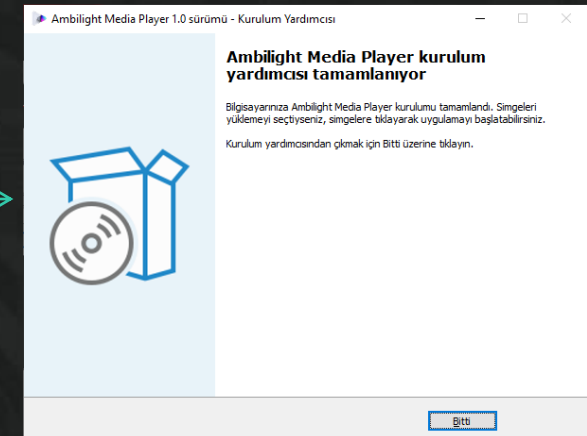 Ambilight Media Player 1.0 sürümü - Kurulum Yardımcısı
Ambilight Media Player kurulum
yardımcısı tamamlanıyor
Bilgisayarınıza Ambilight Media Player kurulumu tamamlandı. Simgeleri
yüklemeyi seçtiyseniz, simgelere tıklayarak uygulamayı başlatabilirsiniz.
Kurulum yardımcısından çıkmak için Bitti üzerine tıklayın.
Bitti